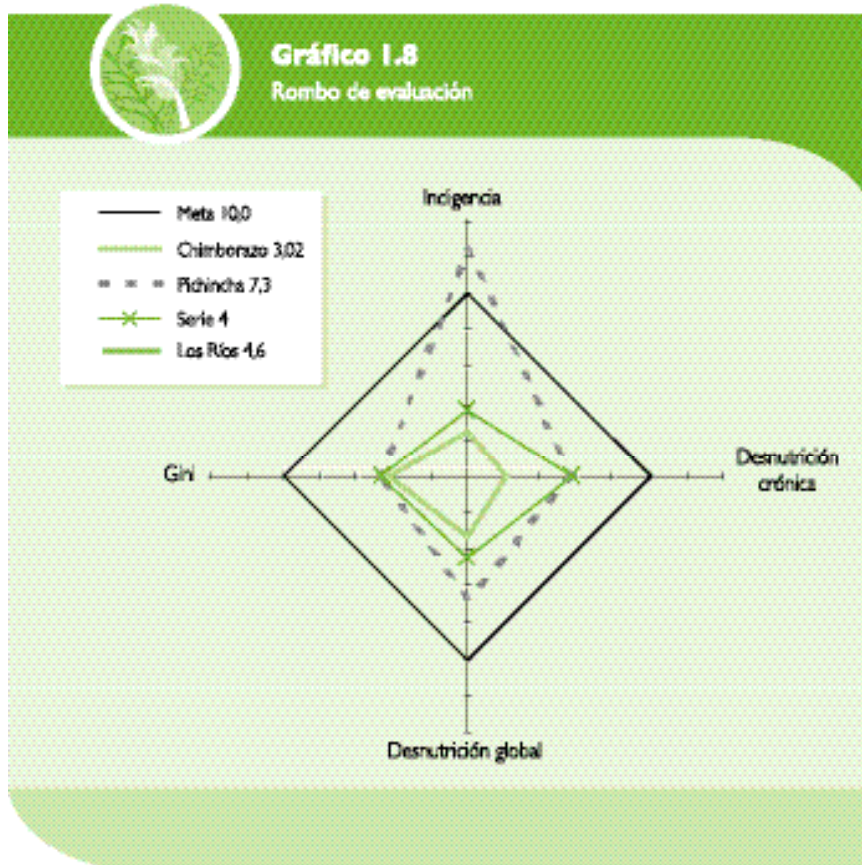 Gráfico 1.8
Rombo de evaluación
Meta 10,0
Chimborazo 3,02
Pichincha 7,3
Serie 4
Los Ríos 4,6
Incigencia
Gini
Desnutrición
crónica
Desnutrición global